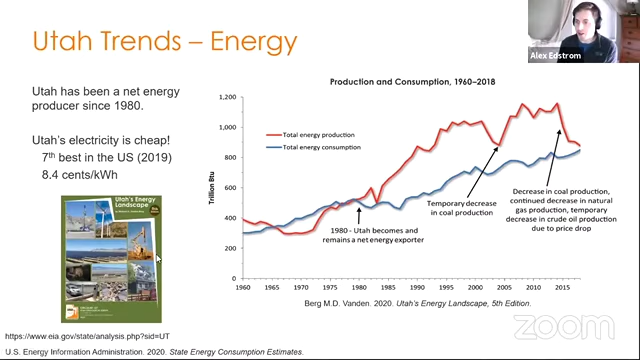 Utah Trends – Energy
Alex Edstrom
Utah has been a net energy
producer since 1980.
Utah's electricity is cheap!
7th best in the US (2019)
8.4 cents/kWh
Utah's Energy
Landscape
Production and Consumption, 1960–2018
Trillion Btu
1,200
1,000
800
600
400
200
0
Total energy production
Total energy consumption
1980 - Utah becomes and
remains a net energy exporter
Temporary decrease
in coal production
Decrease in coal production,
continued decrease in natural
gas production, temporary
decrease in crude oil production
due to price drop
1960 1965 1970 1975 1980 1985 1990 1995 2000 2005 2010 2015
Berg M.D. Vanden. 2020. Utah's Energy Landscape, 5th Edition.
https://www.eia.gov/state/analysis.php?sid=UT
U.S. Energy Information Administration. 2020. State Energy Consumption Estimates.
zoom